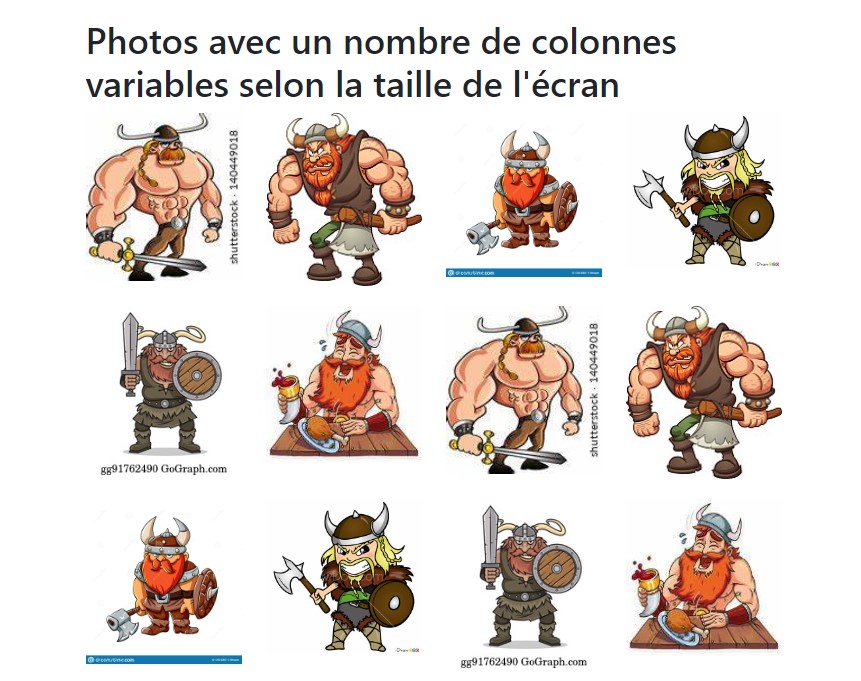 Photos avec un nombre de colonnes
variables selon la taille de l'écran
shutterstock · 140449018
dreamstime.com
gg91762490 GoGraph.com
shutterstock · 140449018
dreamstime.com
gg91762490 GoGraph.com